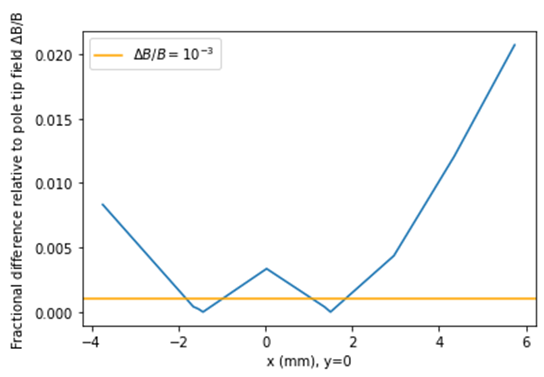 Fractional difference relative to pole tip field ΔB/B
ΔB/B = 10⁻³
0.020
0.015
0.010
0.005
0.000
−4 −2 0 2 4 6
x (mm), y=0